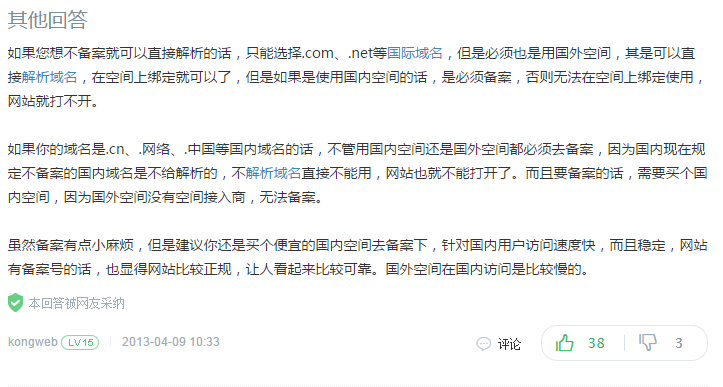 其他回答
如果您想不备案就可以直接解析的话，只能选择.com、.net等国际域名，但是必须也是用国外空间，其是可以直
接解析域名，在空间上绑定就可以了，但是如果是使用国内空间的话，是必须备案，否则无法在空间上绑定使用，
网站就打不开。
如果你的域名是.cn、.网络、.中国等国内域名的话，不管用国内空间还是国外空间都必须去备案，因为国内现在规
定不备案的国内域名是不给解析的，不解析域名直接不能用，网站也就不能打开了。而且要备案的话，需要买个国
内空间，因为国外空间没有空间接入商，无法备案。
虽然备案有点小麻烦，但是建议你还是买个便宜的国内空间去备案下，针对国内用户访问速度快，而且稳定，网站
有备案号的话，也显得网站比较正规，让人看起来比较可靠。国外空间在国内访问是比较慢的。
本回答被网友采纳
kongweb LV15 2013-04-09 10:33 评论 38 3